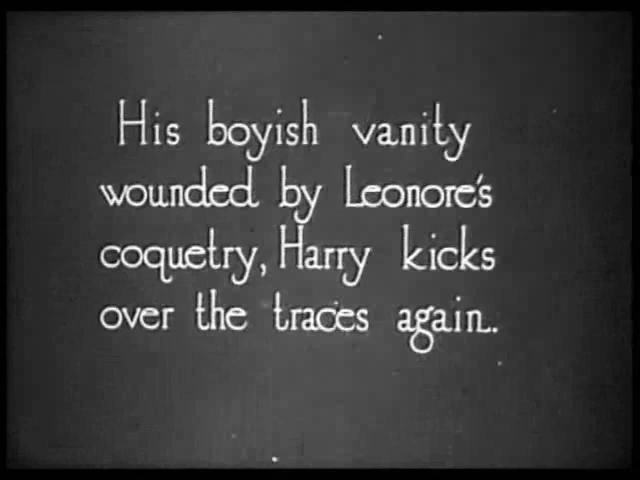 His boyish vanity
wounded by Leonore's
coquetry, Harry kicks
over the traces again.